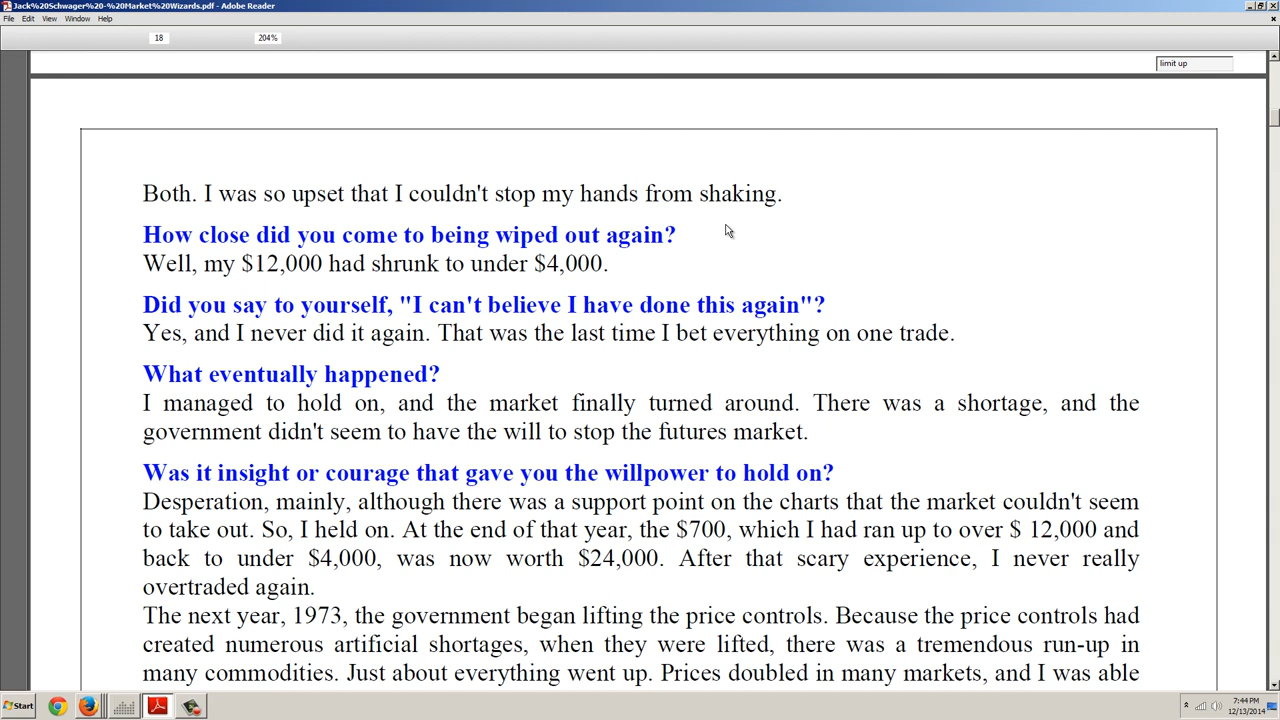 Jack%20Schwager%20-%20Market%20Wizards.pdf - Adobe Reader
File Edit View Window Help
18 204%
limit up
Both. I was so upset that I couldn't stop my hands from shaking.
How close did you come to being wiped out again?
Well, my $12,000 had shrunk to under $4,000.
Did you say to yourself, "I can't believe I have done this again"?
Yes, and I never did it again. That was the last time I bet everything on one trade.
What eventually happened?
I managed to hold on, and the market finally turned around. There was a shortage, and the
government didn't seem to have the will to stop the futures market.
Was it insight or courage that gave you the willpower to hold on?
Desperation, mainly, although there was a support point on the charts that the market couldn't seem
to take out. So, I held on. At the end of that year, the $700, which I had ran up to over $ 12,000 and
back to under $4,000, was now worth $24,000. After that scary experience, I never really
overtraded again.
The next year, 1973, the government began lifting the price controls. Because the price controls had
created numerous artificial shortages, when they were lifted, there was a tremendous run-up in
many commodities. Just about everything went up. Prices doubled in many markets, and I was able
Start
7:44 PM
12/13/2014